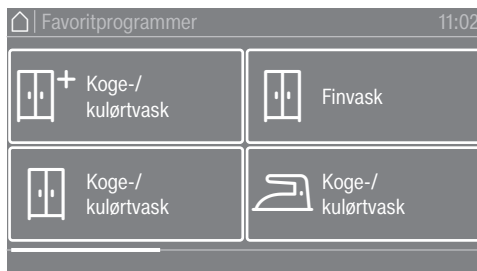 Favoritprogrammer 11:02
Koge-/
kulørtvask
Finvask
Koge-/
kulørtvask
Koge-/
kulørtvask